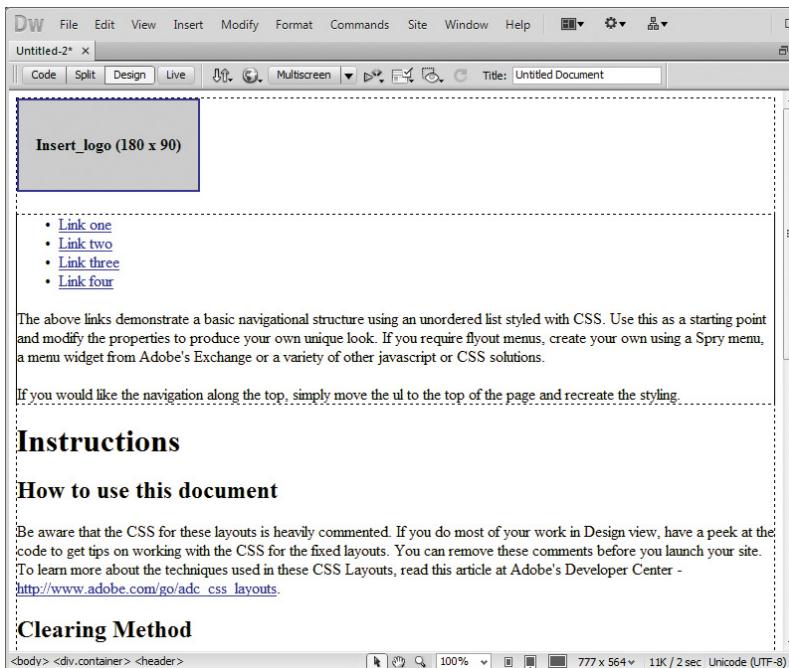 Dw File Edit View Insert Modify Format Commands Site Window Help
Untitled-2* ×
Code Split Design Live Multiscreen Title: Untitled Document
Insert_logo (180 x 90)
• Link one
• Link two
• Link three
• Link four
The above links demonstrate a basic navigational structure using an unordered list styled with CSS. Use this as a starting point
and modify the properties to produce your own unique look. If you require flyout menus, create your own using a Spry menu,
a menu widget from Adobe's Exchange or a variety of other javascript or CSS solutions.
If you would like the navigation along the top, simply move the ul to the top of the page and recreate the styling.
Instructions
How to use this document
Be aware that the CSS for these layouts is heavily commented. If you do most of your work in Design view, have a peek at the
code to get tips on working with the CSS for the fixed layouts. You can remove these comments before you launch your site.
To learn more about the techniques used in these CSS Layouts, read this article at Adobe's Developer Center -
http://www.adobe.com/go/adc_css_layouts.
Clearing Method
<body> <div.container> <header> 100% 777 x 564 11K / 2 sec Unicode (UTF-8)